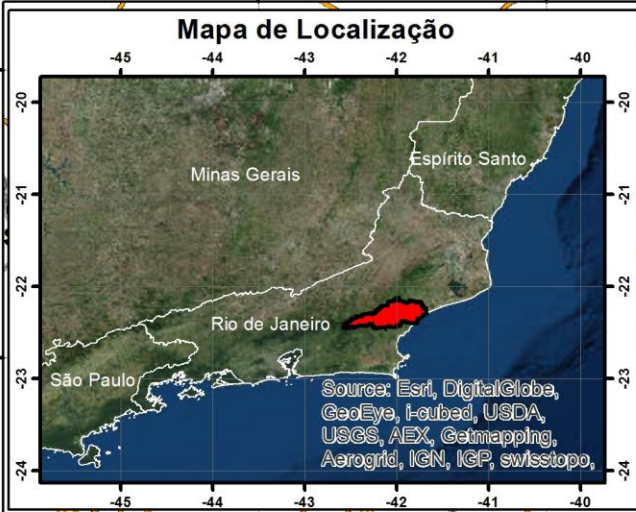 Mapa de Localização
-45 -44 -43 -42 -41 -40
-20 -20
Espírito Santo
Minas Gerais
-21 -21
-22 -22
Rio de Janeiro
São Paulo
-23 -23
Source: Esri, DigitalGlobe,
GeoEye, i-cubed, USDA,
USGS, AEX, Getmapping,
Aerogrid, IGN, IGP, swisstopo,
-24 -24
-45 -44 -43 -42 -41 -40